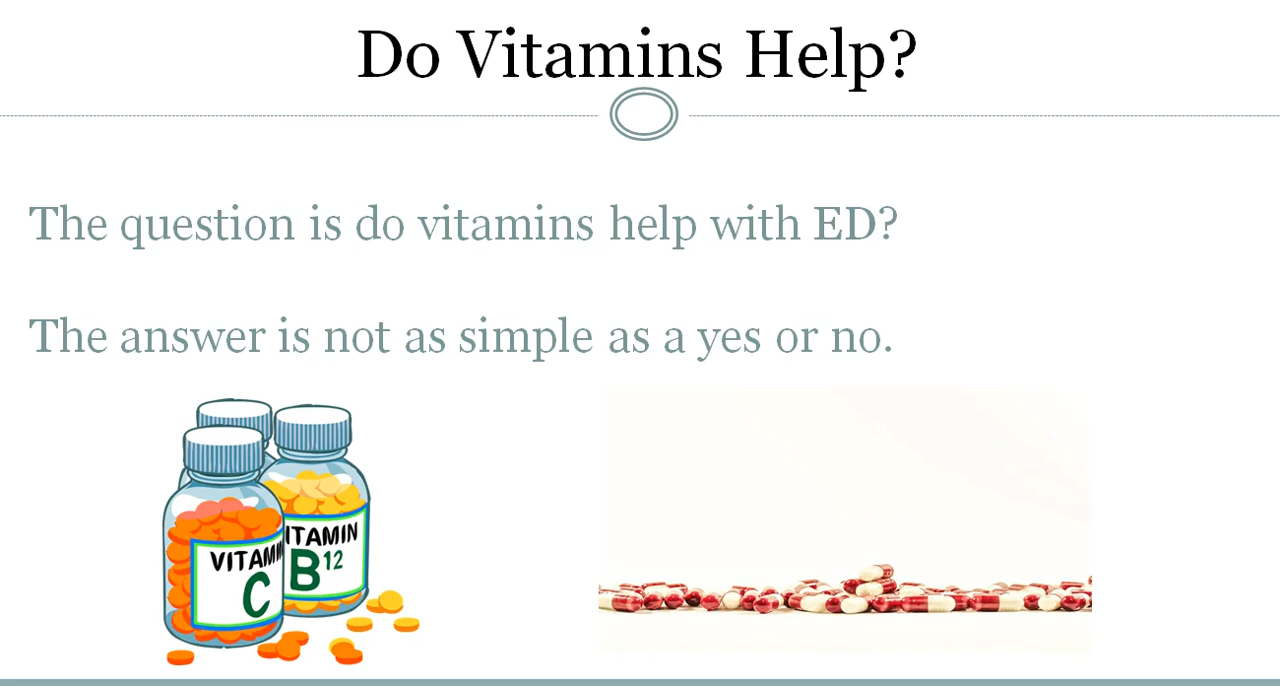 Do Vitamins Help?
The question is do vitamins help with ED?
The answer is not as simple as a yes or no.
VITAMIN
C
ITAMIN
B12